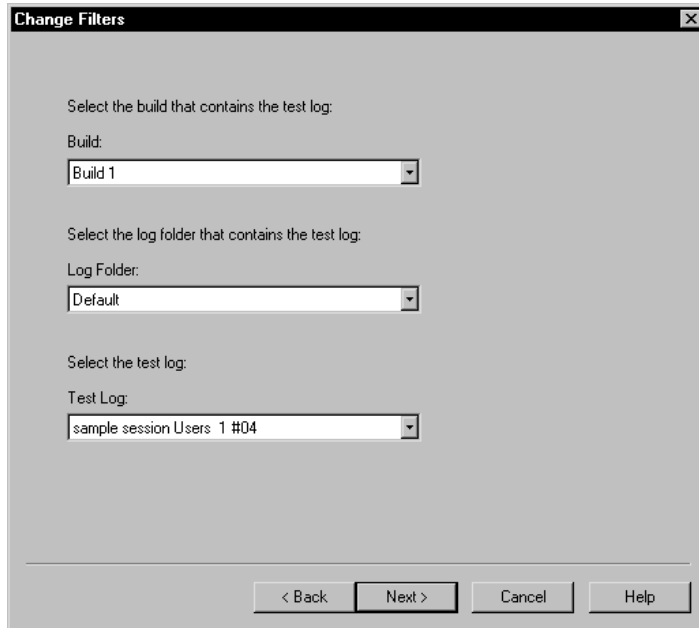 Change Filters
Select the build that contains the test log:
Build:
Build 1
Select the log folder that contains the test log:
Log Folder:
Default
Select the test log:
Test Log:
sample session Users  1 #04
< Back Next > Cancel Help